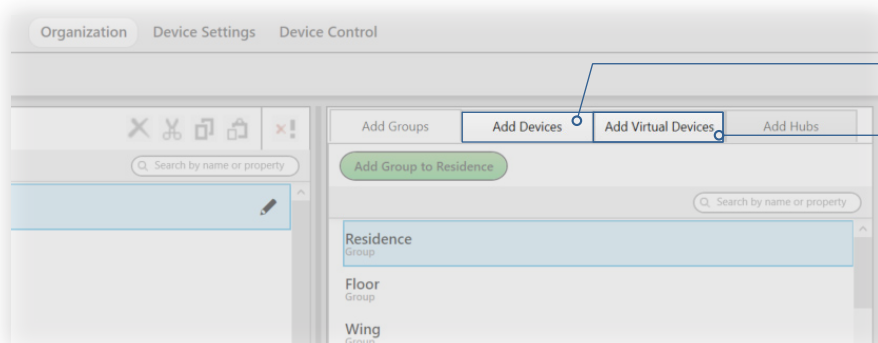 Organization Device Settings Device Control
Add Groups Add Devices Add Virtual Devices Add Hubs
Search by name or property
Add Group to Residence
Search by name or property
Residence
Group
Floor
Group
Wing
Group